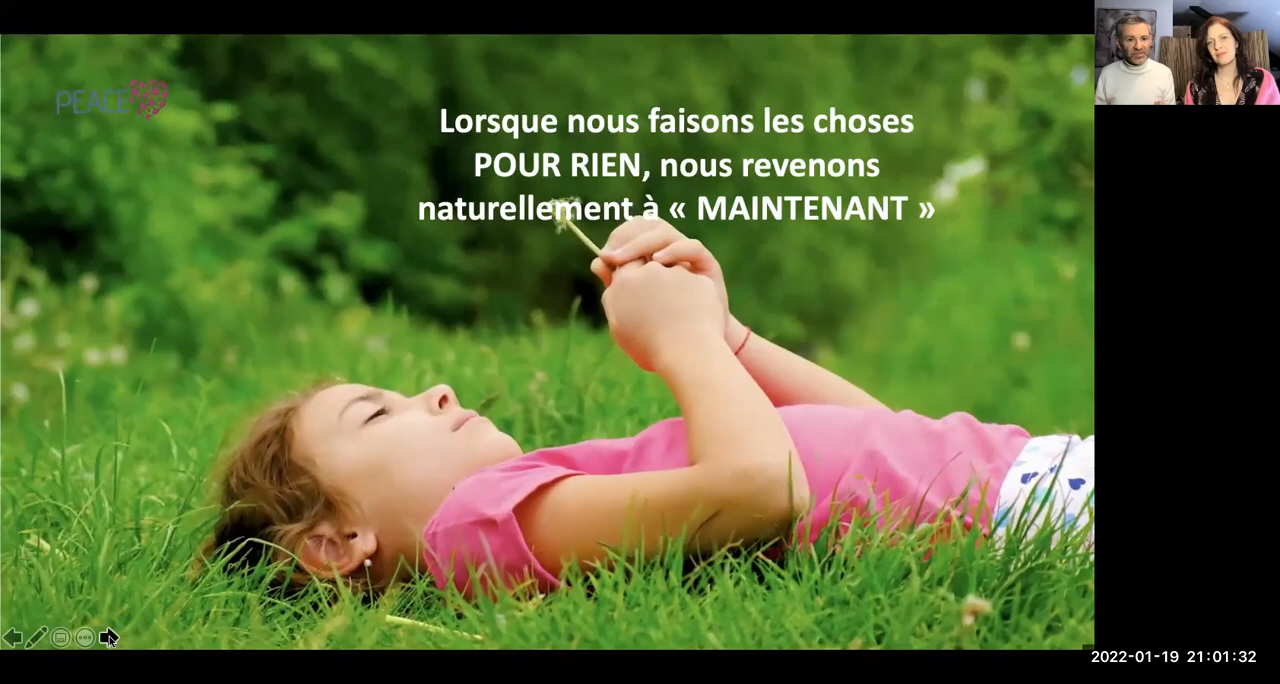 PEACE
Lorsque nous faisons les choses
POUR RIEN, nous revenons
naturellement à « MAINTENANT »
2022-01-19 21:01:32